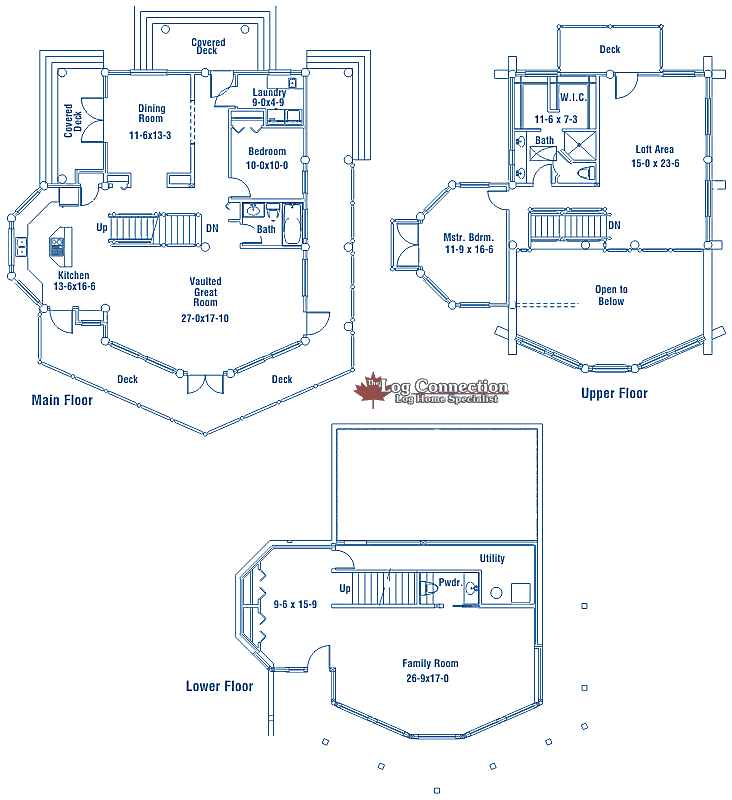 Covered
Deck
Covered
Deck
Dining
Room
11-6x13-3
Laundry
9-0x4-9
Bedroom
10-0x10-0
Up
DN
Bath
Kitchen
13-6x16-6
Vaulted
Great
Room
27-0x17-10
Deck
Deck
Main Floor
Deck
W.I.C.
11-6 x 7-3
Bath
Loft Area
15-0 x 23-6
Mstr. Bdrm.
11-9 x 16-6
DN
Open to
Below
Upper Floor
The Log Connection
Log Home Specialist
Utility
Up
Pwdr.
9-6 x 15-9
Family Room
26-9x17-0
Lower Floor